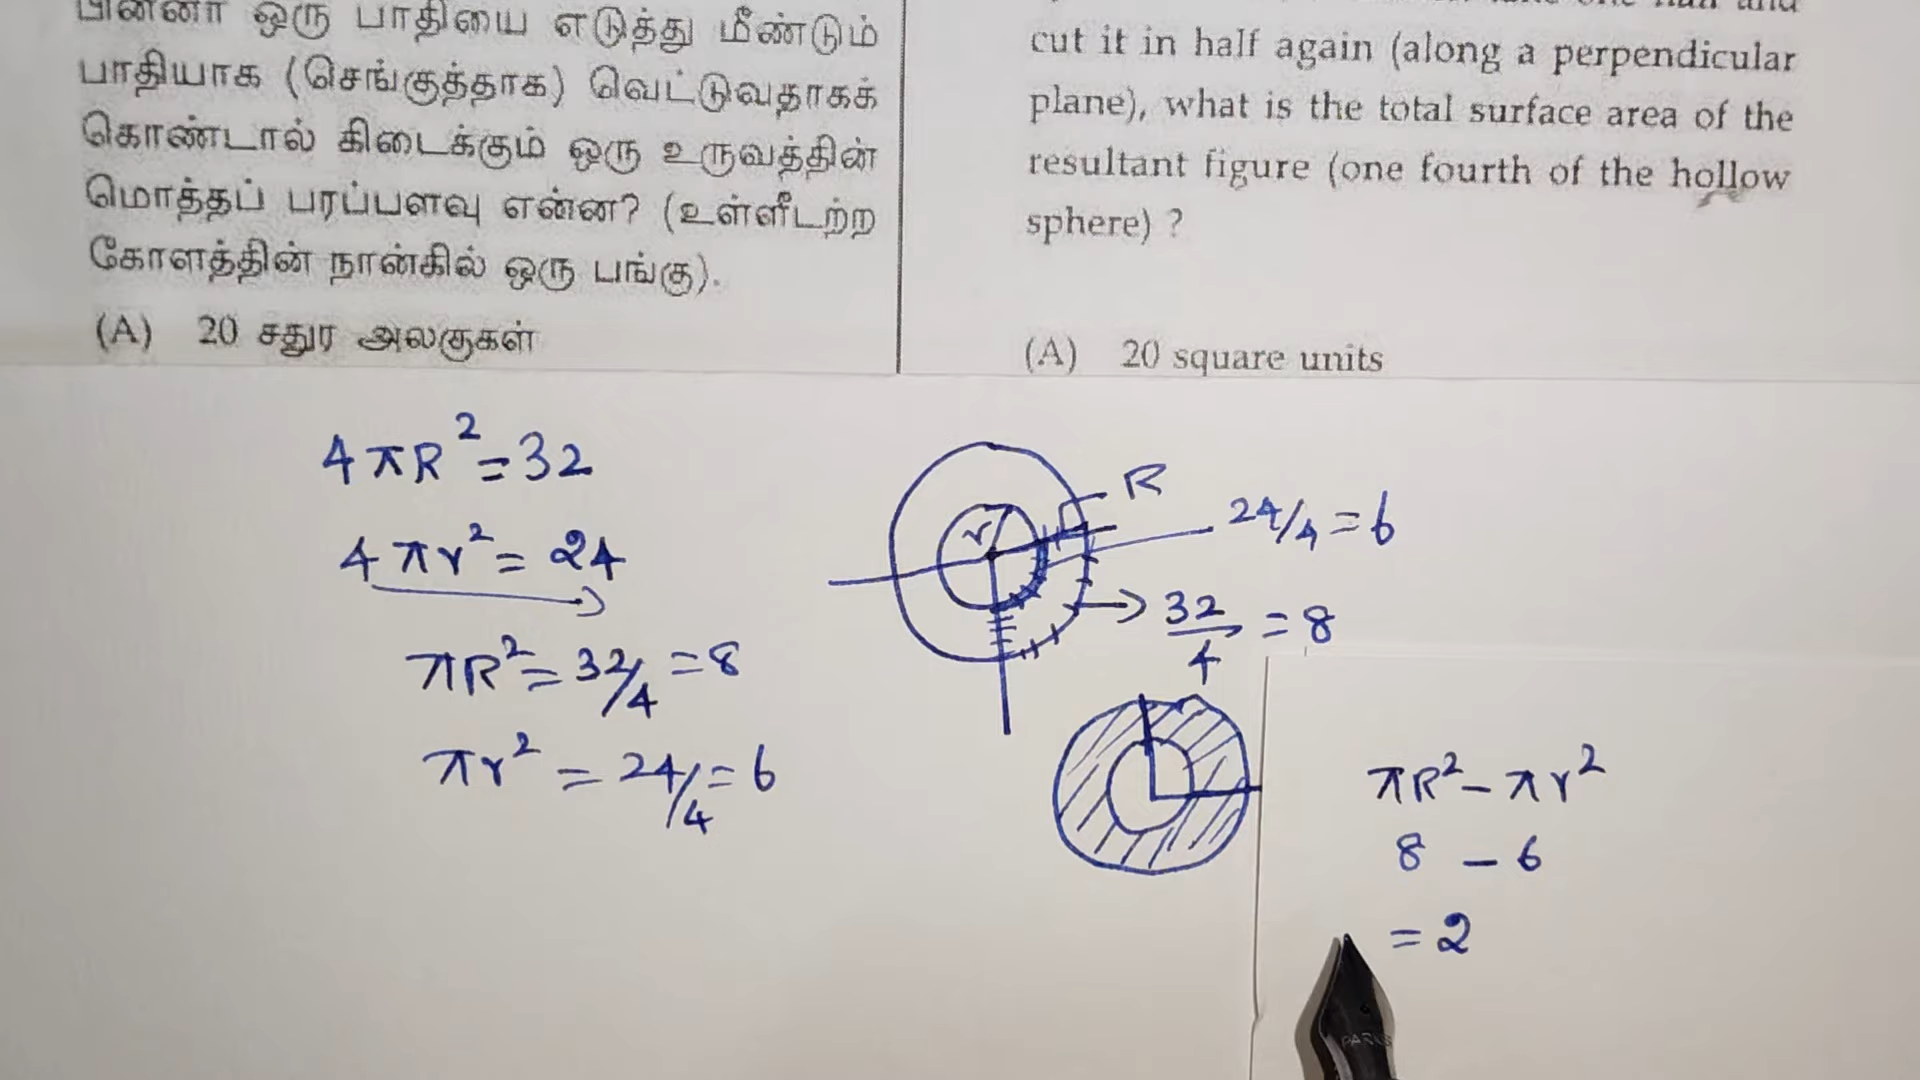 பின்னர் ஒரு பாதியை எடுத்து மீண்டும்
பாதியாக (செங்குத்தாக) வெட்டுவதாகக்
கொண்டால் கிடைக்கும் ஒரு உருவத்தின்
மொத்தப் பரப்பளவு என்ன? (உள்ளீடற்ற
கோளத்தின் நான்கில் ஒரு பங்கு).
(A) 20 சதுர அலகுகள்
half and
cut it in half again (along a perpendicular
plane), what is the total surface area of the
resultant figure (one fourth of the hollow
sphere) ?
(A) 20 square units
4πR² = 32
4πr² = 24
πR² = 32/4 = 8
πr² = 24/4 = 6
R
r
24/4 = 6
32/4 = 8
πR² - πr²
8 - 6
= 2